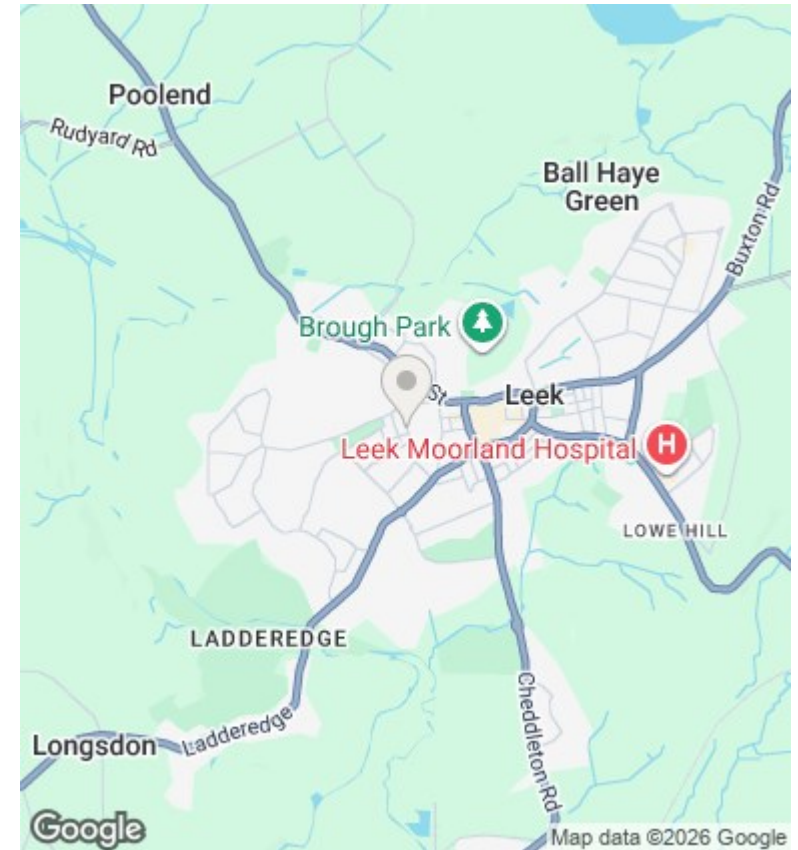 Poolend
Rudyard Rd
Ball Haye
Green
Buxton Rd
Brough Park
St
Leek
Leek Moorland Hospital
H
LOWE HILL
LADDEREDGE
Cheddleton Rd
Longsdon
Ladderedge
Google
Map data ©2026 Google